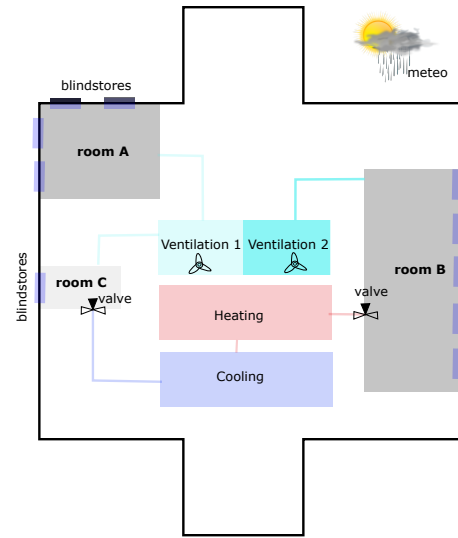 meteo
blindstores
room A
Ventilation 1
Ventilation 2
room B
room C
valve
blindstores
valve
Heating
Cooling